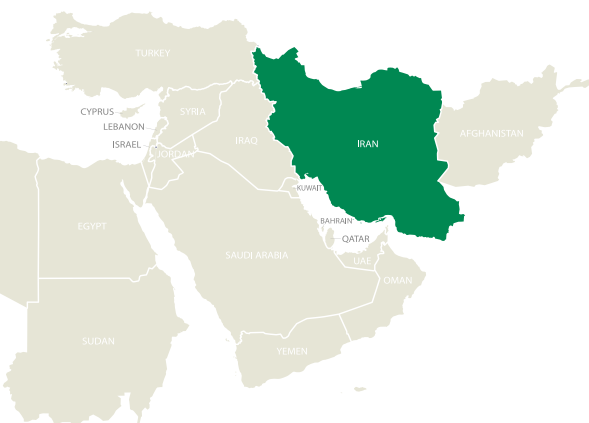 TURKEY
CYPRUS
SYRIA
LEBANON
IRAQ
IRAN
AFGHANISTAN
ISRAEL
JORDAN
KUWAIT
EGYPT
BAHRAIN
QATAR
SAUDI ARABIA
UAE
OMAN
SUDAN
YEMEN